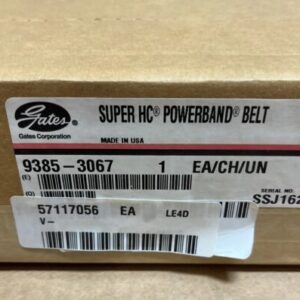 Gates
Gates Corporation
SUPER HC® POWERBAND® BELT
MADE IN USA
9385-3067 1 EA/CH/UN
(E)
(Q)
SERIAL NO.
SSJ162
57117056 EA LE4D
V-